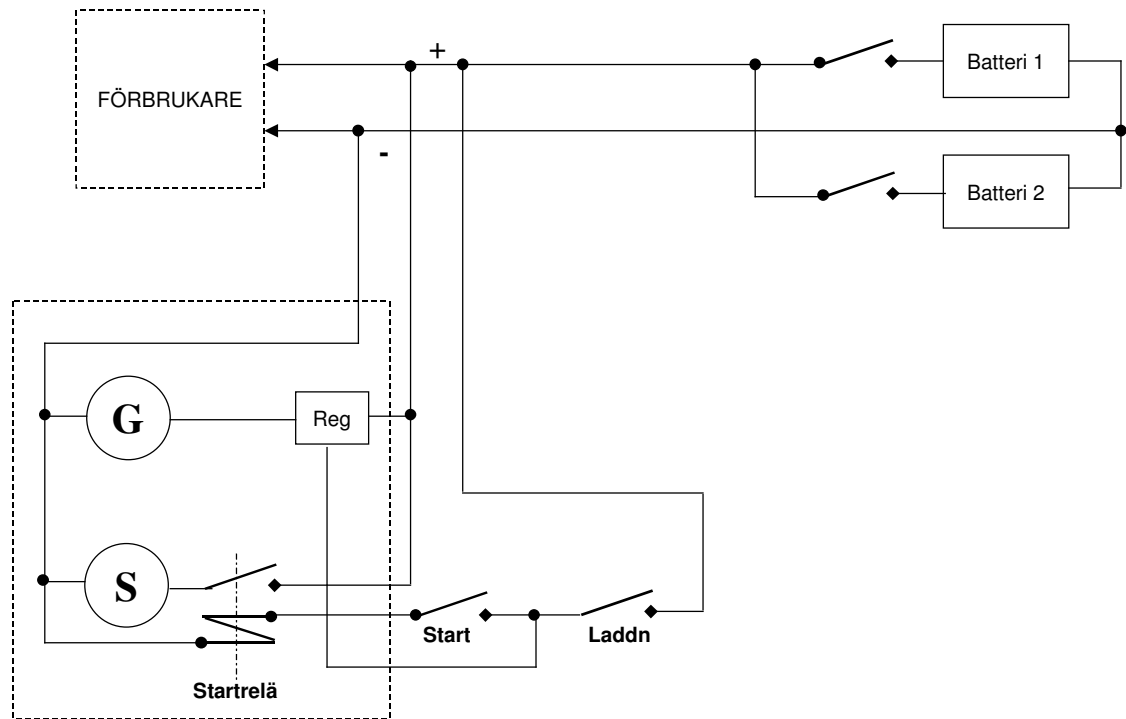 +
Batteri 1
FÖRBRUKARE
-
Batteri 2
G
Reg
S
Start
Laddn
Startrelä